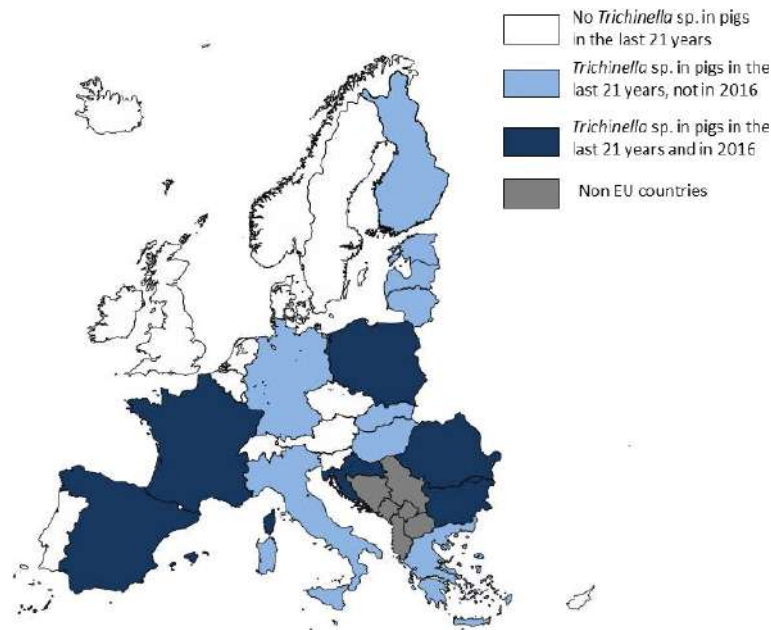 No Trichinella sp. in pigs
in the last 21 years
Trichinella sp. in pigs in the
last 21 years, not in 2016
Trichinella sp. in pigs in the
last 21 years and in 2016
Non EU countries